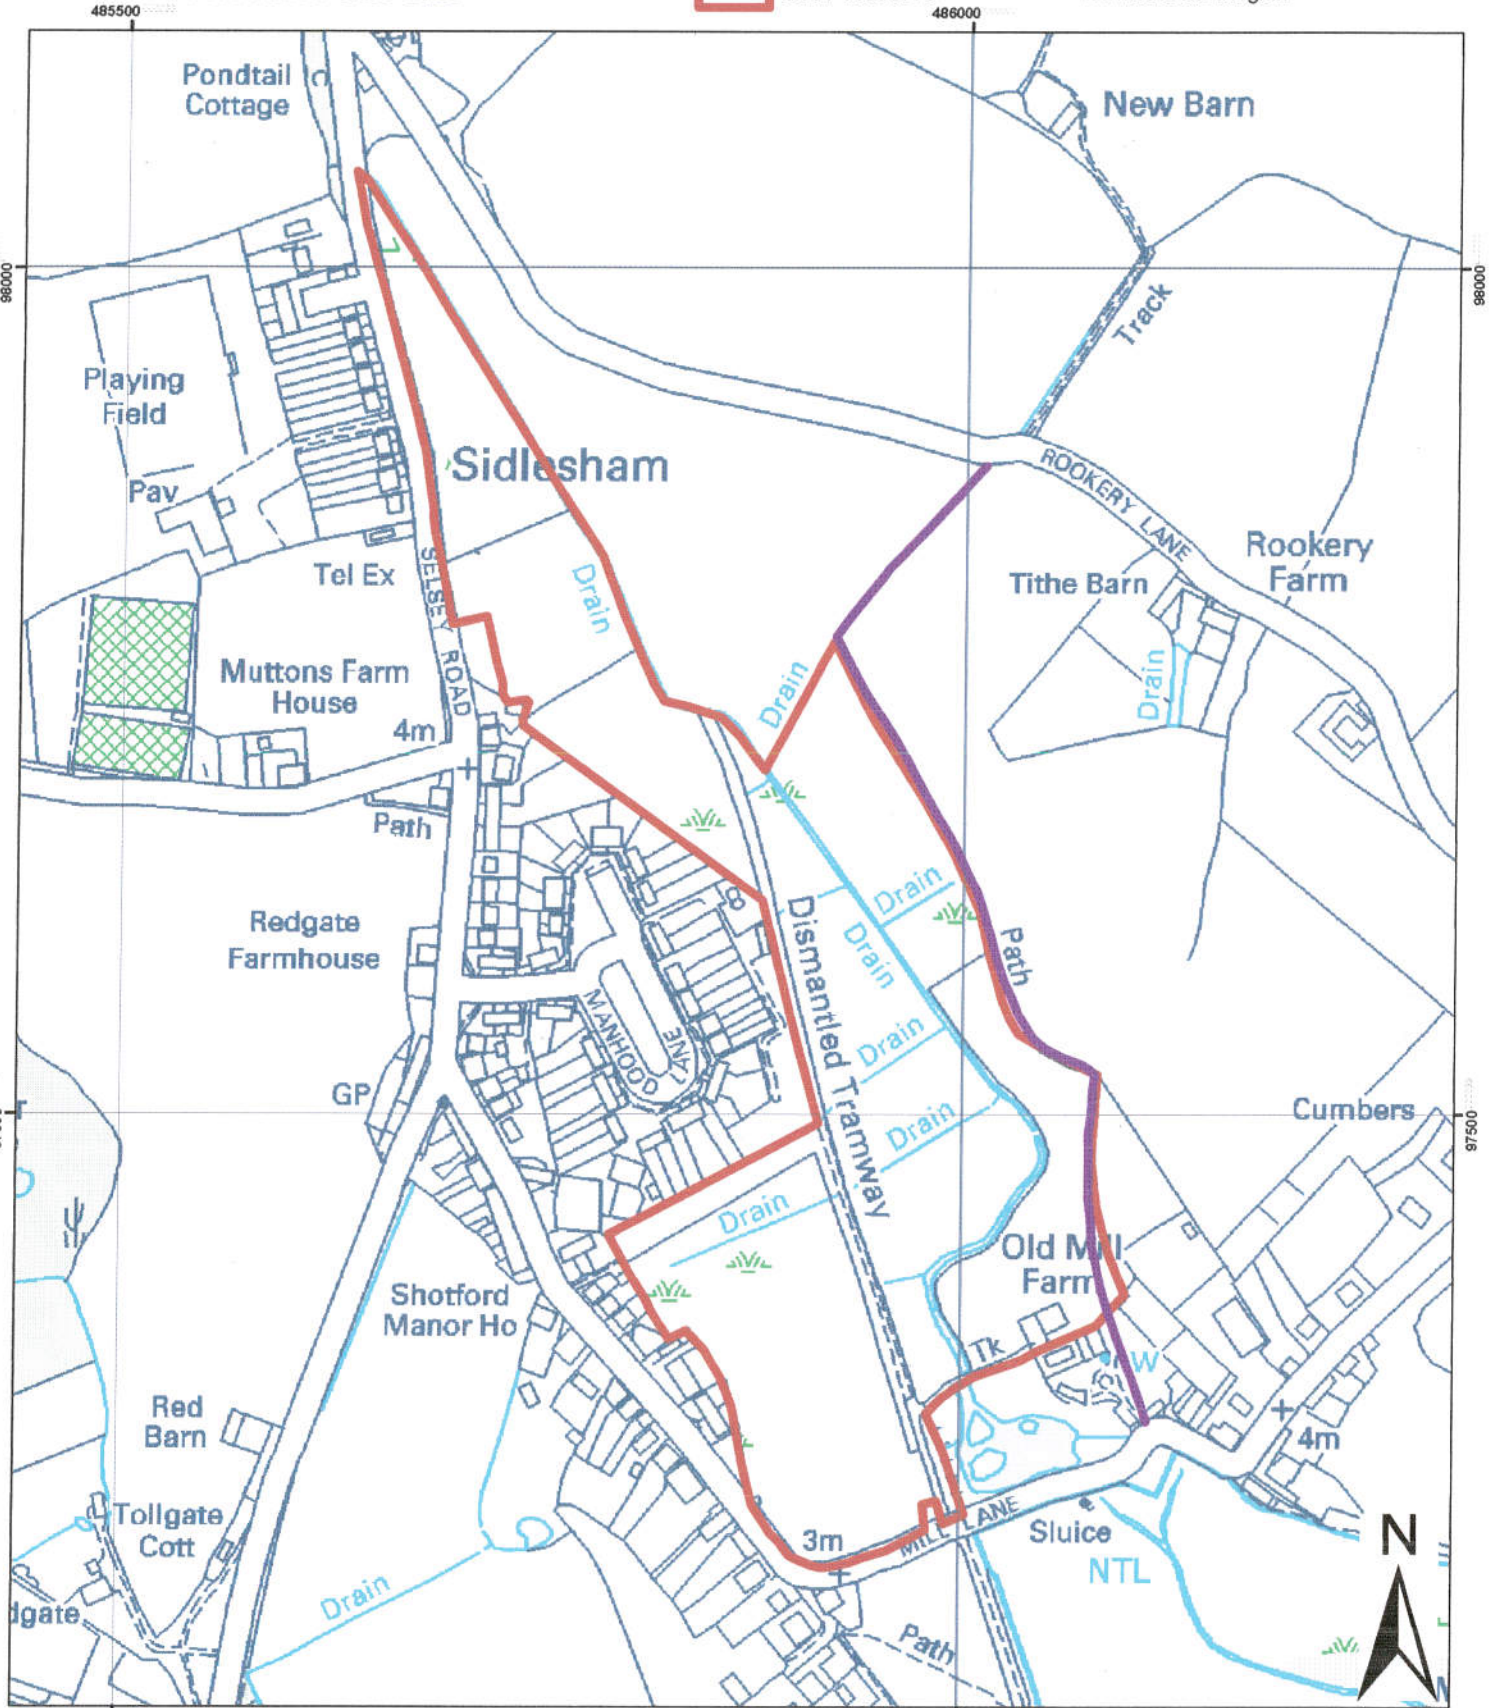 485500
486000
Pondtail
Cottage
New Barn
98000
98000
Track
Playing
Field
Sidlesham
Pav
ROOKERY LANE
Rookery
Farm
Tel Ex
SELSEY ROAD
Drain
Tithe Barn
Muttons Farm
House
Drain
Drain
4m
Path
Drain
Redgate
Farmhouse
Dismantled Tramway
Drain
Path
MANHOOD LANE
Drain
GP
Drain
Cumbers
97500
Drain
Old Mill
Farm
Shotford
Manor Ho
Tk
W
Red
Barn
4m
Tollgate
Cott
3m
MILL LANE
Sluice
N
NTL
Drain
dgate
Path